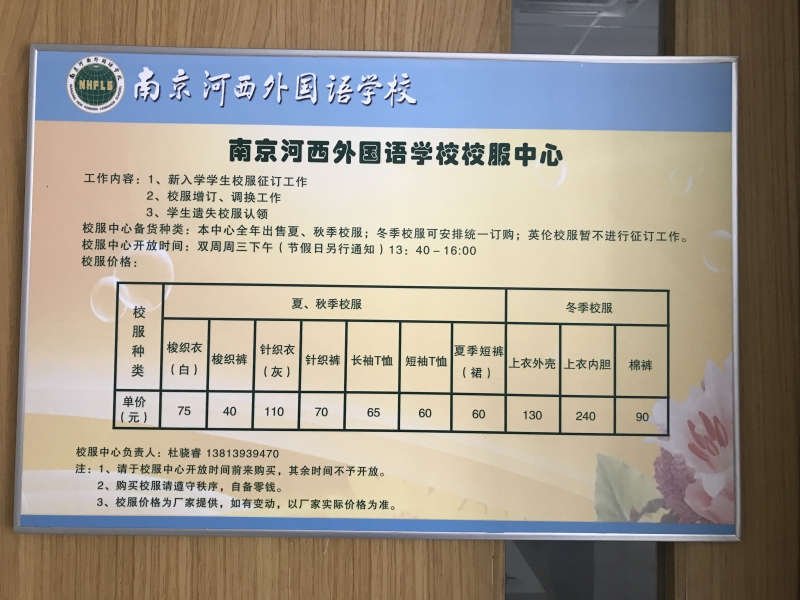 NHFLS
南京河西外国语学校
南京河西外国语学校校服中心
工作内容：1、新入学学生校服征订工作
2、校服增订、调换工作
3、学生遗失校服认领
校服中心备货种类：本中心全年出售夏、秋季校服；冬季校服可安排统一订购；英伦校服暂不进行征订工作。
校服中心开放时间：双周周三下午（节假日另行通知）13：40－16:00
校服价格：
校服种类 夏、秋季校服 冬季校服
梭织衣（白） 梭织裤 针织衣（灰） 针织裤 长袖T恤 短袖T恤 夏季短裤（裙） 上衣外壳 上衣内胆 棉裤
单价（元） 75 40 110 70 65 60 60 130 240 90
校服中心负责人：杜骁睿 13813939470
注：1、请于校服中心开放时间前来购买，其余时间不予开放。
2、购买校服请遵守秩序，自备零钱。
3、校服价格为厂家提供，如有变动，以厂家实际价格为准。